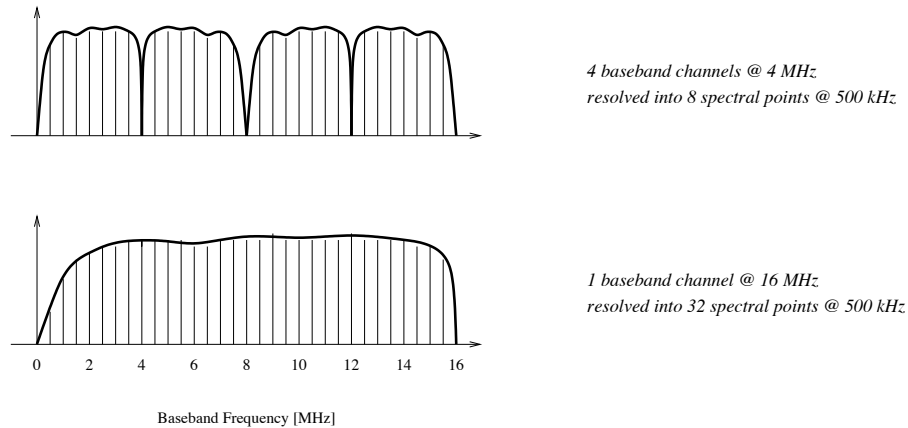 4 baseband channels @ 4 MHz
resolved into 8 spectral points @ 500 kHz
1 baseband channel @ 16 MHz
resolved into 32 spectral points @ 500 kHz
0 2 4 6 8 10 12 14 16
Baseband Frequency [MHz]